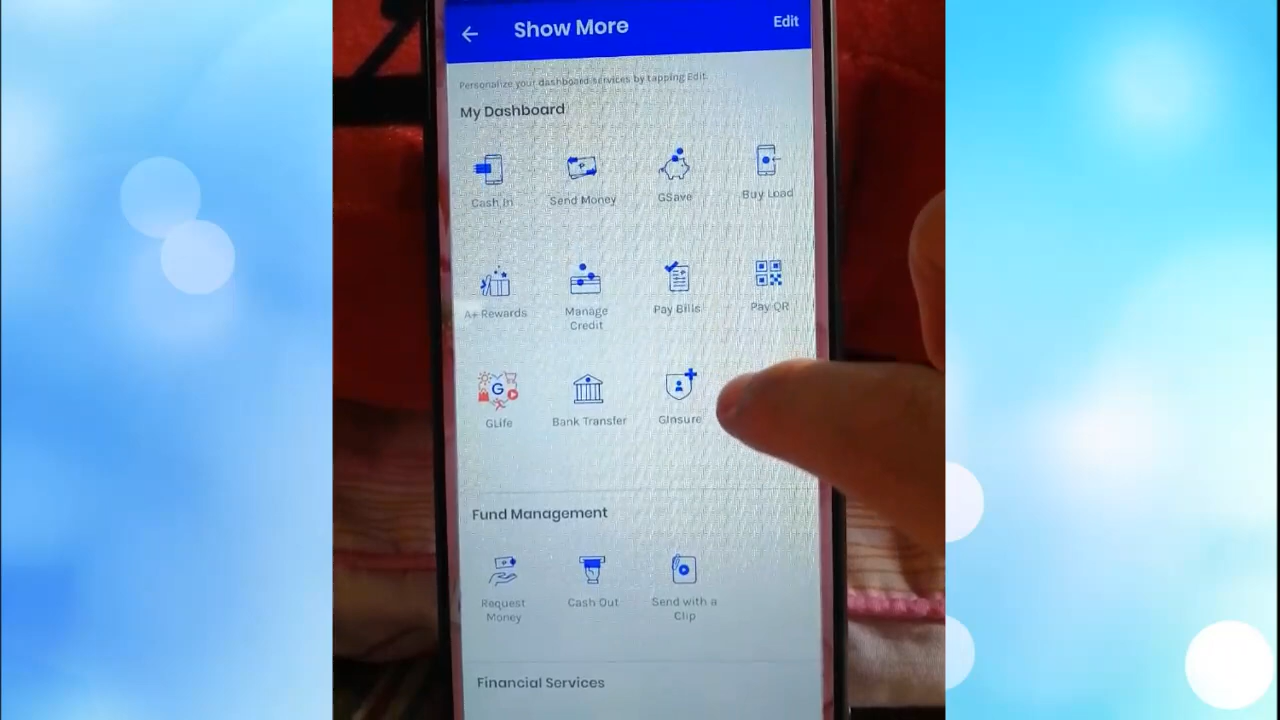 Show More
Edit
Personalize your dashboard services by tapping Edit.
My Dashboard
Cash In
Send Money
GSave
Buy Load
A+ Rewards
Manage
Credit
Pay Bills
Pay QR
G
GLife
Bank Transfer
GInsure
Fund Management
Request
Money
Cash Out
Send with a
Clip
Financial Services